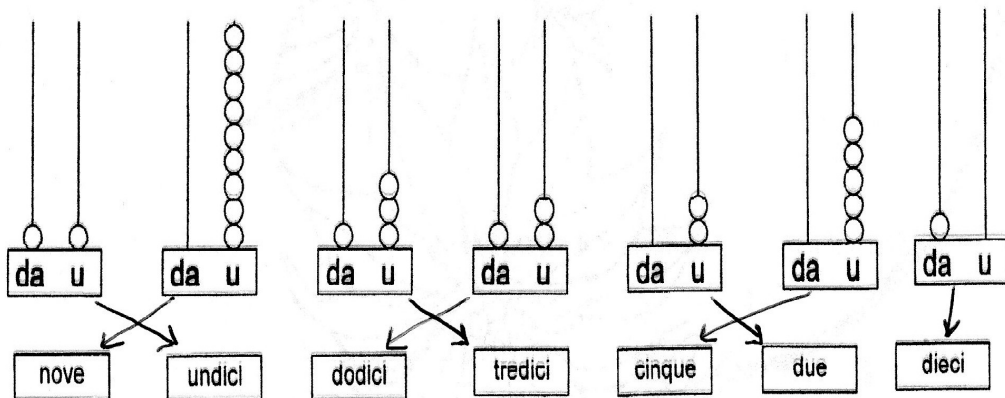 da u da u da u da u da u da u da u
nove undici dodici tredici cinque due dieci